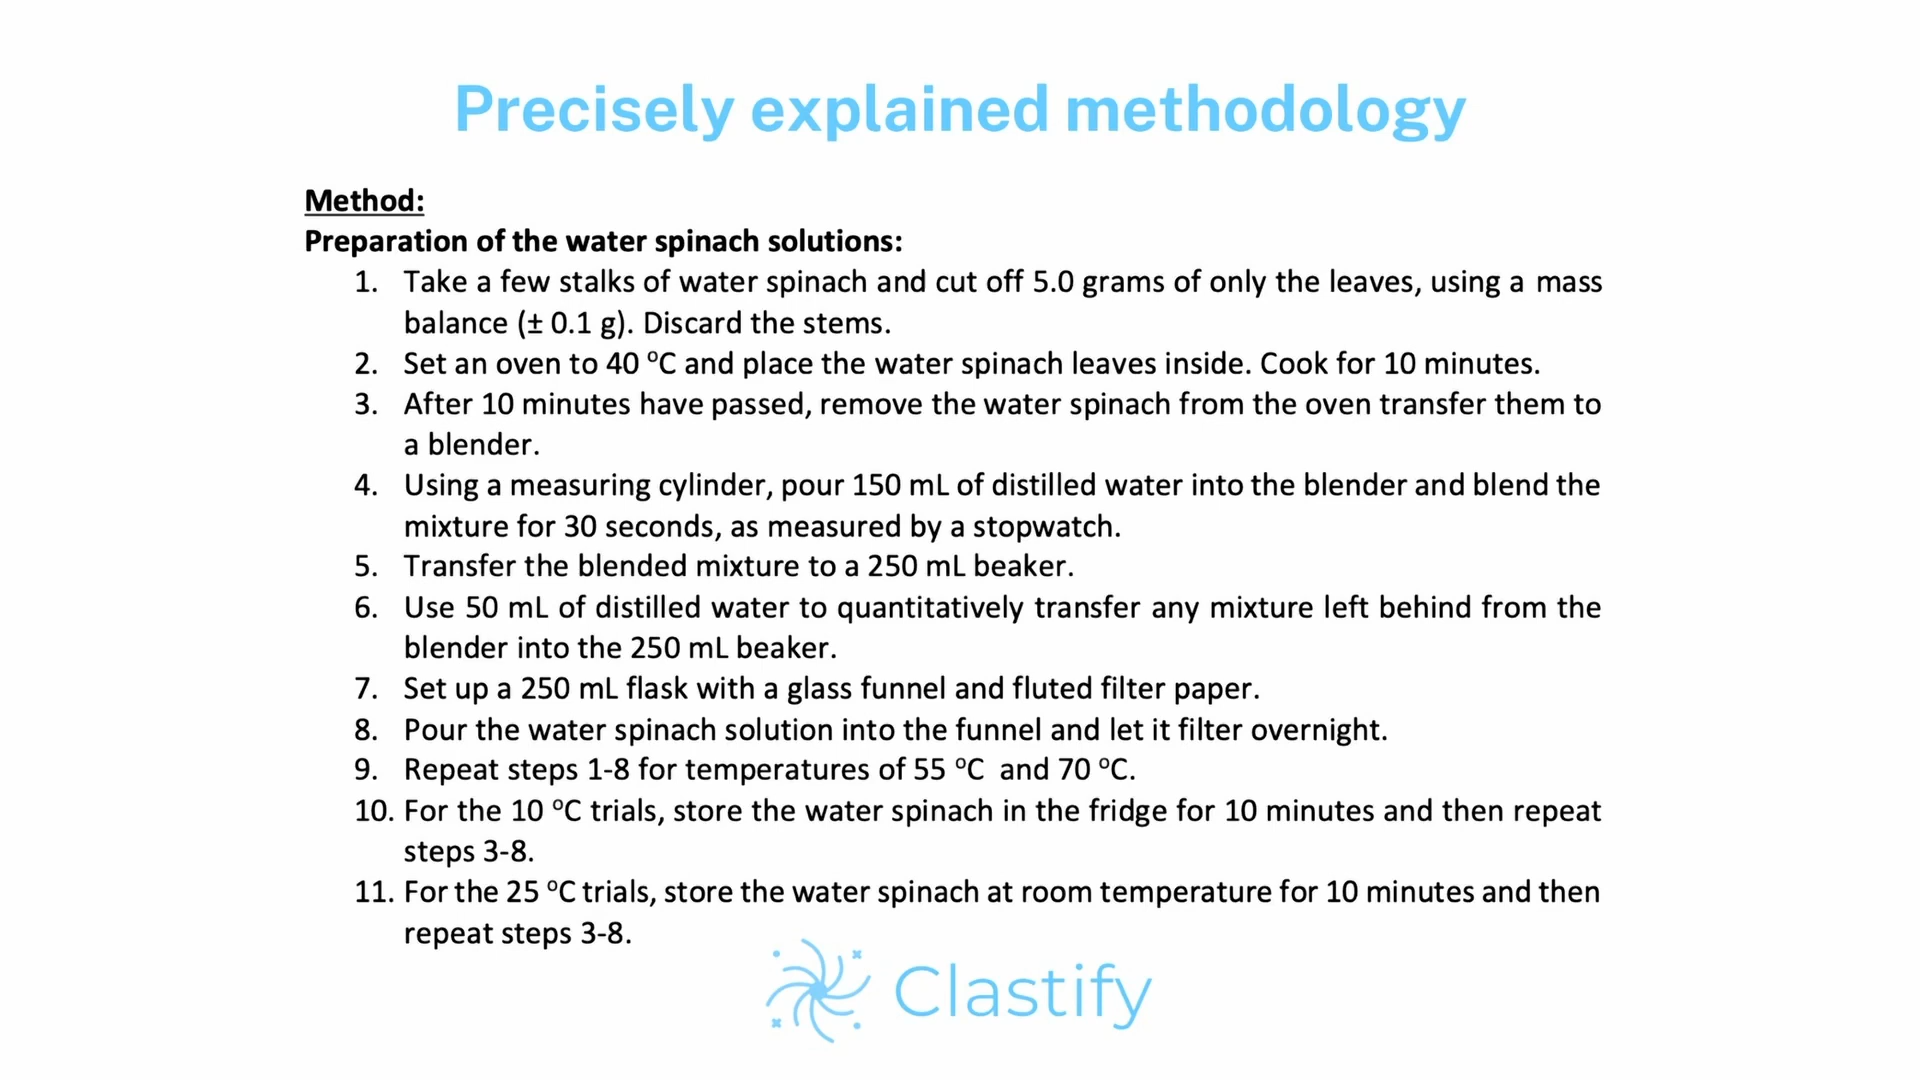 Precisely explained methodology
Method:
Preparation of the water spinach solutions:
1. Take a few stalks of water spinach and cut off 5.0 grams of only the leaves, using a mass
balance (± 0.1 g). Discard the stems.
2. Set an oven to 40 °C and place the water spinach leaves inside. Cook for 10 minutes.
3. After 10 minutes have passed, remove the water spinach from the oven transfer them to
a blender.
4. Using a measuring cylinder, pour 150 mL of distilled water into the blender and blend the
mixture for 30 seconds, as measured by a stopwatch.
5. Transfer the blended mixture to a 250 mL beaker.
6. Use 50 mL of distilled water to quantitatively transfer any mixture left behind from the
blender into the 250 mL beaker.
7. Set up a 250 mL flask with a glass funnel and fluted filter paper.
8. Pour the water spinach solution into the funnel and let it filter overnight.
9. Repeat steps 1-8 for temperatures of 55 °C and 70 °C.
10. For the 10 °C trials, store the water spinach in the fridge for 10 minutes and then repeat
steps 3-8.
11. For the 25 °C trials, store the water spinach at room temperature for 10 minutes and then
repeat steps 3-8.
Clastify